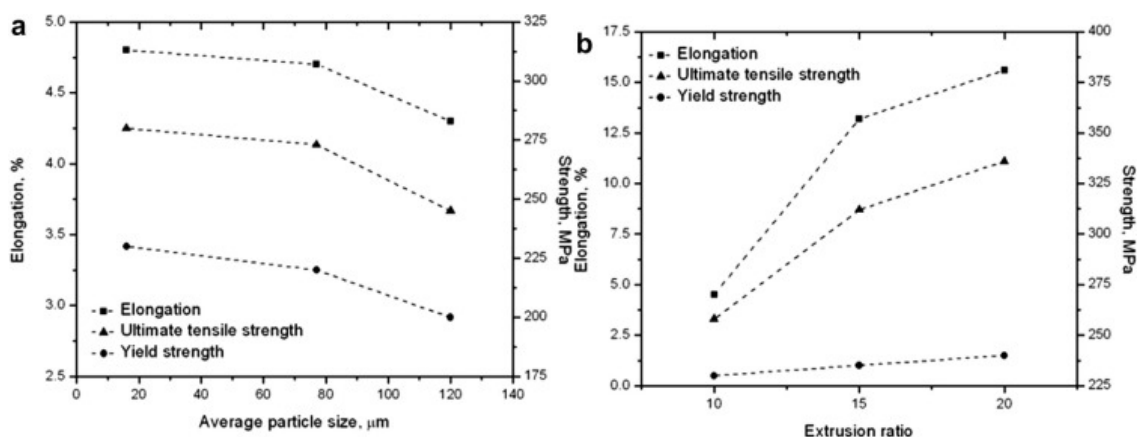 a
5.0
4.5
4.0
3.5
3.0
2.5
Elongation, %
Elongation
Ultimate tensile strength
Yield strength
0 20 40 60 80 100 120 140
Average particle size, μm
325
300
275
250
225
200
175
Strength, MPa
b
17.5
15.0
12.5
10.0
7.5
5.0
2.5
0.0
Elongation, %
Elongation
Ultimate tensile strength
Yield strength
10 15 20
Extrusion ratio
400
375
350
325
300
270
250
225
Strength, MPa